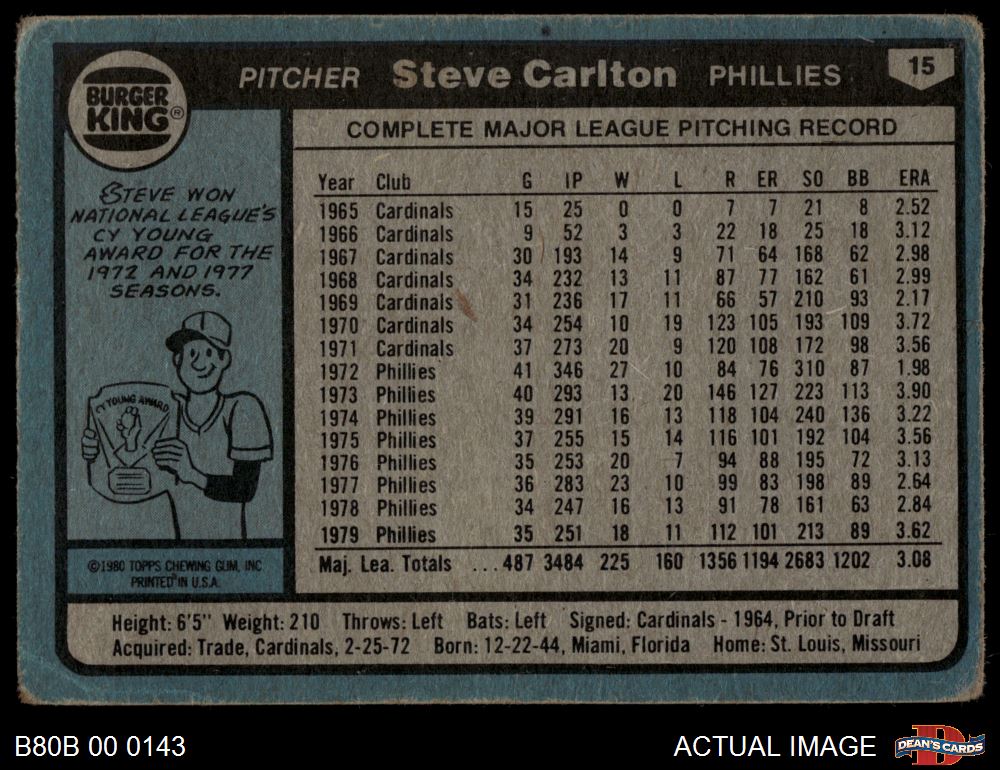 BURGER
KING®
PITCHER Steve Carlton PHILLIES 15
COMPLETE MAJOR LEAGUE PITCHING RECORD
STEVE WON
NATIONAL LEAGUE'S
CY YOUNG
AWARD FOR THE
1972 AND 1977
SEASONS.
CY YOUNG AWARD
©1980 TOPPS CHEWING GUM, INC
PRINTED IN U.S.A.
Year Club G IP W L R ER SO BB ERA
1965 Cardinals 15 25 0 0 7 7 21 8 2.52
1966 Cardinals 9 52 3 3 22 18 25 18 3.12
1967 Cardinals 30 193 14 9 71 64 168 62 2.98
1968 Cardinals 34 232 13 11 87 77 162 61 2.99
1969 Cardinals 31 236 17 11 66 57 210 93 2.17
1970 Cardinals 34 254 10 19 123 105 193 109 3.72
1971 Cardinals 37 273 20 9 120 108 172 98 3.56
1972 Phillies 41 346 27 10 84 76 310 87 1.98
1973 Phillies 40 293 13 20 146 127 223 113 3.90
1974 Phillies 39 291 16 13 118 104 240 136 3.22
1975 Phillies 37 255 15 14 116 101 192 104 3.56
1976 Phillies 35 253 20 7 94 88 195 72 3.13
1977 Phillies 36 283 23 10 99 83 198 89 2.64
1978 Phillies 34 247 16 13 91 78 161 63 2.84
1979 Phillies 35 251 18 11 112 101 213 89 3.62
Maj. Lea. Totals ...487 3484 225 160 1356 1194 2683 1202 3.08
Height: 6'5" Weight: 210 Throws: Left Bats: Left Signed: Cardinals - 1964, Prior to Draft
Acquired: Trade, Cardinals, 2-25-72 Born: 12-22-44, Miami, Florida Home: St. Louis, Missouri
B80B 00 0143
ACTUAL IMAGE
D
DEAN'S CARDS